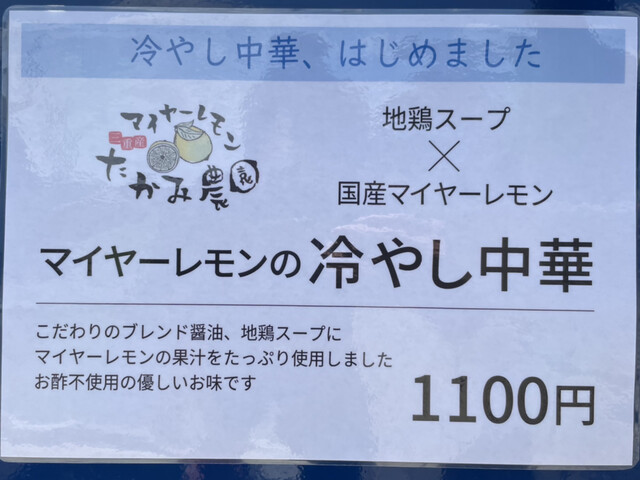 冷やし中華、はじめました
マイヤーレモン
三重産
たかみ農園
地鶏スープ
×
国産マイヤーレモン
マイヤーレモンの冷やし中華
こだわりのブレンド醤油、地鶏スープに
マイヤーレモンの果汁をたっぷり使用しました
お酢不使用の優しいお味です
1100円